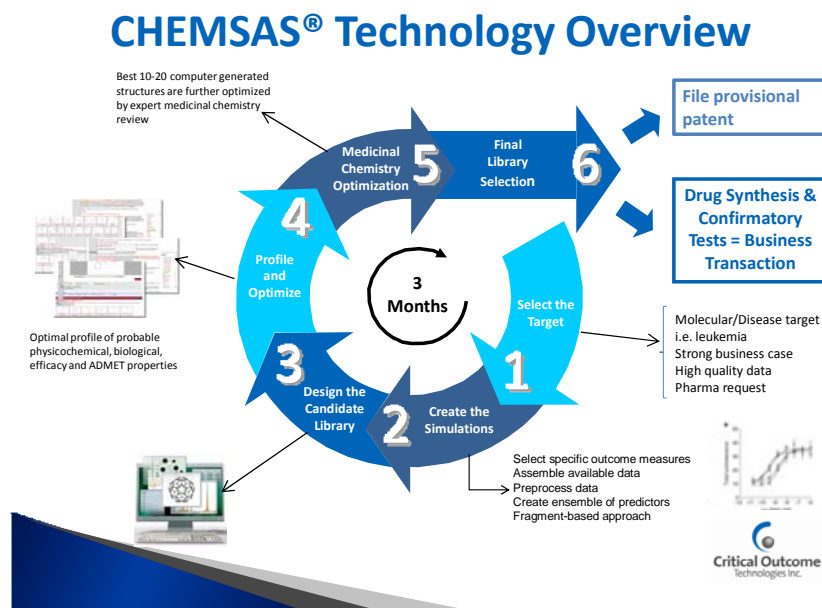 CHEMSAS® Technology Overview
Best 10-20 computer generated
structures are further optimized
by expert medicinal chemistry
review
File provisional
patent
Medicinal
Chemistry
Optimization
5
Final
Library
Selection
6
Drug Synthesis &
Confirmatory
Tests = Business
Transaction
4
Profile
and
Optimize
3
Months
Select the
Target
1
Molecular/Disease target
i.e. leukemia
Strong business case
High quality data
Pharma request
Optimal profile of probable
physicochemical, biological,
efficacy and ADMET properties
3
Design the
Candidate
Library
2
Create the
Simulations
Select specific outcome measures
Assemble available data
Preprocess data
Create ensemble of predictors
Fragment-based approach
Critical Outcome
Technologies Inc.